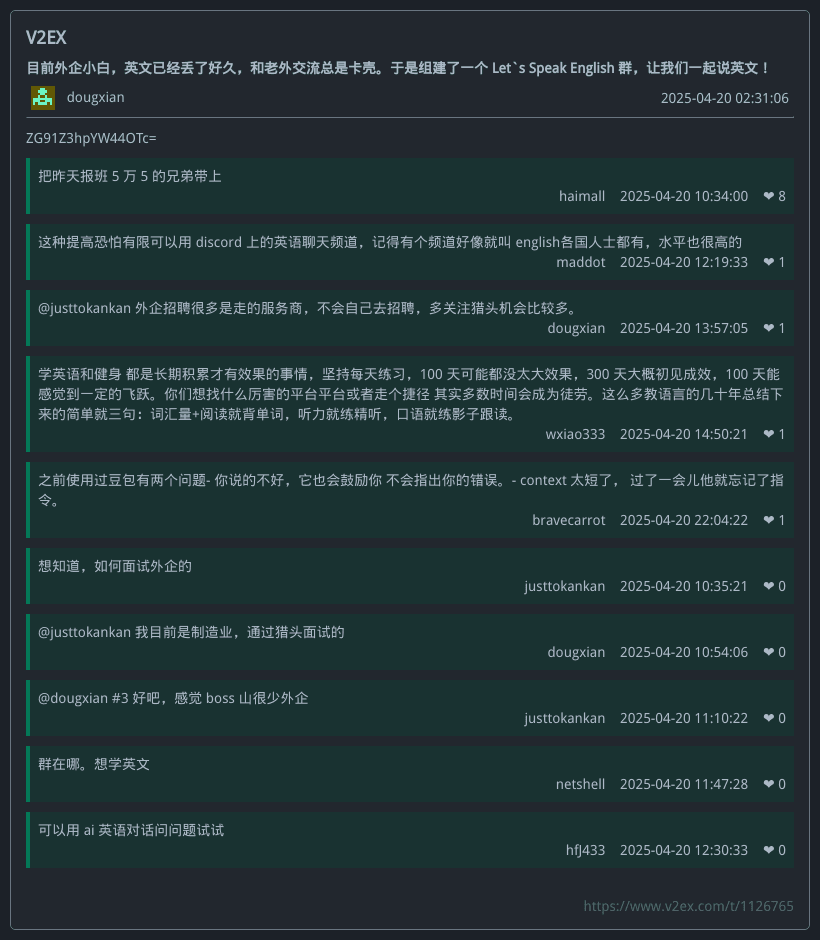 V2EX
目前外企小白，英文已经丢了好久，和老外交流总是卡壳。于是组建了一个 Let`s Speak English 群，让我们一起说英文！
dougxian
2025-04-20 02:31:06
ZG91Z3hpYW44OTc=
把昨天报班 5 万 5 的兄弟带上
haimall 2025-04-20 10:34:00 ❤ 8
这种提高恐怕有限可以用 discord 上的英语聊天频道，记得有个频道好像就叫 english各国人士都有，水平也很高的
maddot 2025-04-20 12:19:33 ❤ 1
@justtokankan 外企招聘很多是走的服务商，不会自己去招聘，多关注猎头机会比较多。
dougxian 2025-04-20 13:57:05 ❤ 1
学英语和健身 都是长期积累才有效果的事情，坚持每天练习，100 天可能都没太大效果，300 天大概初见成效，100 天能
感觉到一定的飞跃。你们想找什么厉害的平台平台或者走个捷径 其实多数时间会成为徒劳。这么多教语言的几十年总结下
来的简单就三句：词汇量+阅读就背单词，听力就练精听，口语就练影子跟读。
wxiao333 2025-04-20 14:50:21 ❤ 1
之前使用过豆包有两个问题- 你说的不好，它也会鼓励你 不会指出你的错误。- context 太短了， 过了一会儿他就忘记了指
令。
bravecarrot 2025-04-20 22:04:22 ❤ 1
想知道，如何面试外企的
justtokankan 2025-04-20 10:35:21 ❤ 0
@justtokankan 我目前是制造业，通过猎头面试的
dougxian 2025-04-20 10:54:06 ❤ 0
@dougxian #3 好吧，感觉 boss 山很少外企
justtokankan 2025-04-20 11:10:22 ❤ 0
群在哪。想学英文
netshell 2025-04-20 11:47:28 ❤ 0
可以用 ai 英语对话问问题试试
hfJ433 2025-04-20 12:30:33 ❤ 0
https://www.v2ex.com/t/1126765